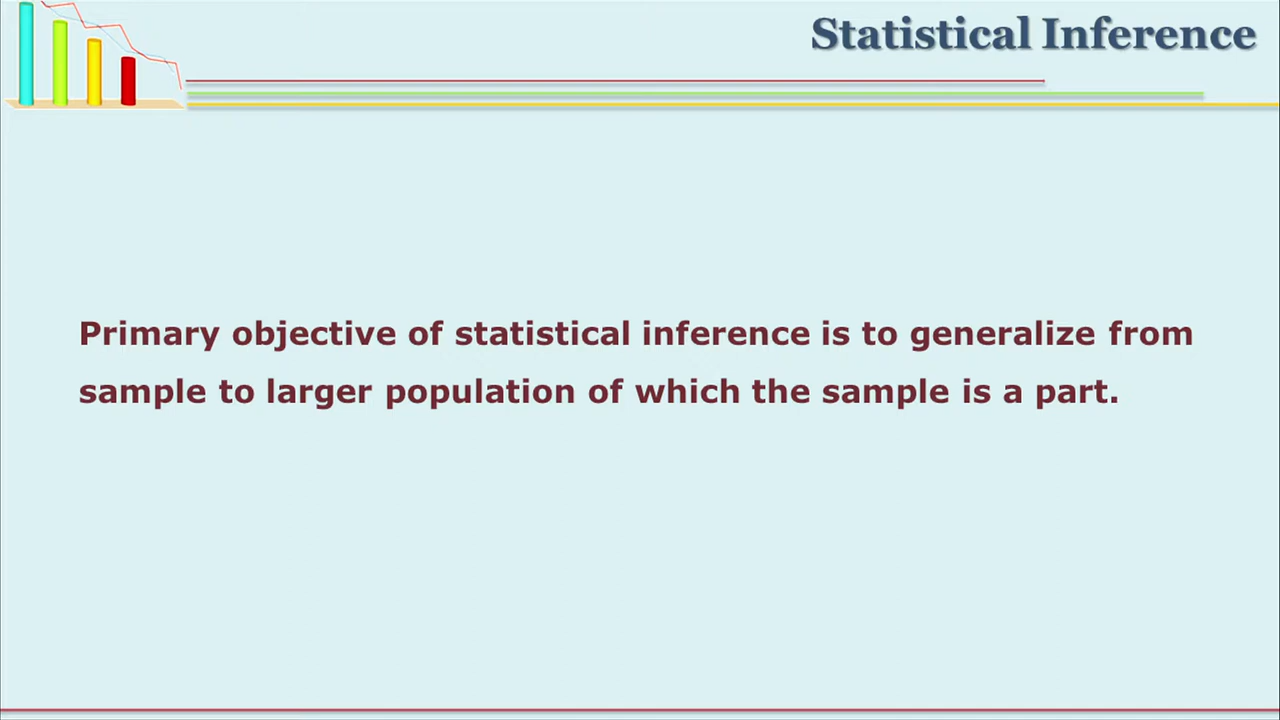 Statistical Inference
Primary objective of statistical inference is to generalize from
sample to larger population of which the sample is a part.